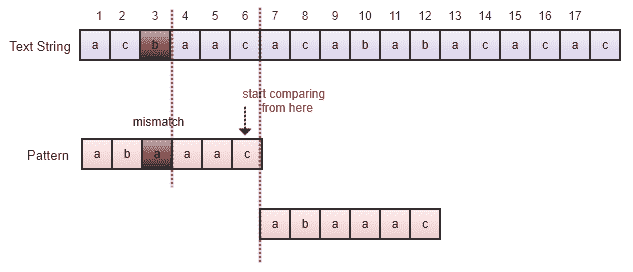 1 2 3 4 5 6 7 8 9 10 11 12 13 14 15 16 17
Text String a c b a a c a c a b a b a c a c a c
start comparing
from here
mismatch
Pattern a b a a a c
a b a a a c